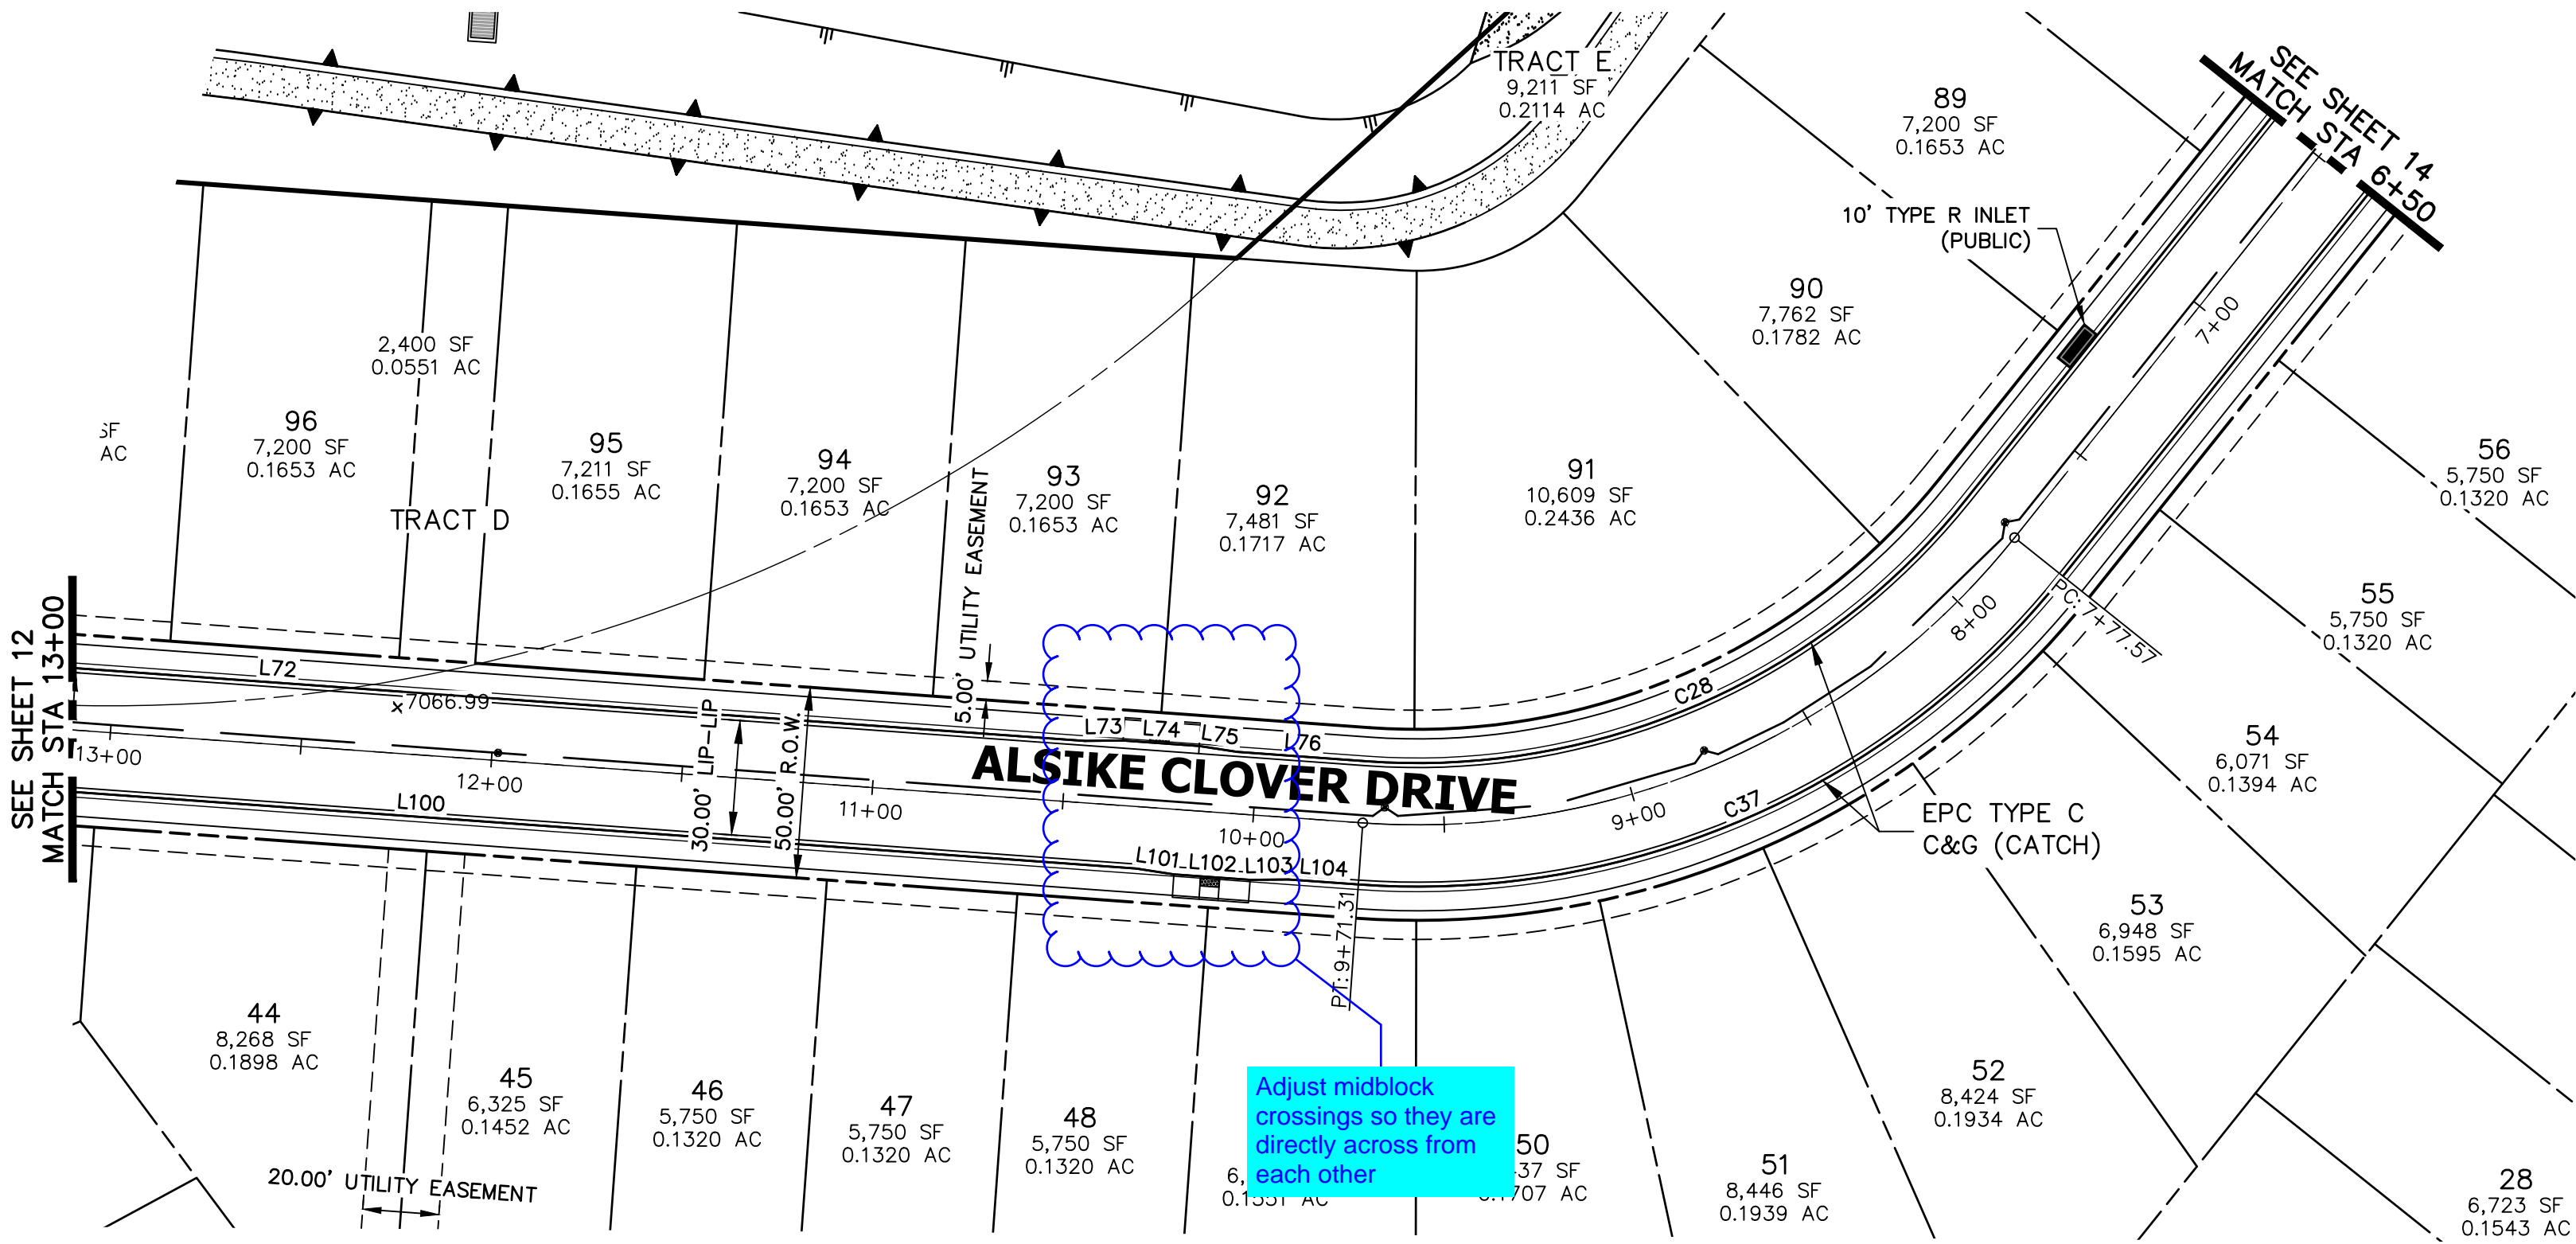 TRACT E
9,211 SF
0.2114 AC
89
7,200 SF
0.1653 AC
SEE SHEET 14
MATCH STA 6+50
10' TYPE R INLET
(PUBLIC)
90
7,762 SF
0.1782 AC
7+00
2,400 SF
0.0551 AC
TRACT D
SF
AC
96
7,200 SF
0.1653 AC
95
7,211 SF
0.1655 AC
94
7,200 SF
0.1653 AC
93
7,200 SF
0.1653 AC
92
7,481 SF
0.1717 AC
91
10,609 SF
0.2436 AC
56
5,750 SF
0.1320 AC
55
5,750 SF
0.1320 AC
54
6,071 SF
0.1394 AC
53
6,948 SF
0.1595 AC
5.00' UTILITY EASEMENT
PC: 7+77.57
8+00
SEE SHEET 12
MATCH STA 13+00
L72
x7066.99
13+00
12+00
11+00
10+00
9+00
30.00' LIP-LIP
50.00' R.O.W.
L73 L74 L75 L76
C28
ALSIKE CLOVER DRIVE
L100
L101 L102 L103 L104
C37
PT: 9+71.31
EPC TYPE C
C&G (CATCH)
44
8,268 SF
0.1898 AC
45
6,325 SF
0.1452 AC
46
5,750 SF
0.1320 AC
47
5,750 SF
0.1320 AC
48
5,750 SF
0.1320 AC
Adjust midblock
crossings so they are
directly across from
each other
50
37 SF
707 AC
51
8,446 SF
0.1939 AC
52
8,424 SF
0.1934 AC
28
6,723 SF
0.1543 AC
20.00' UTILITY EASEMENT